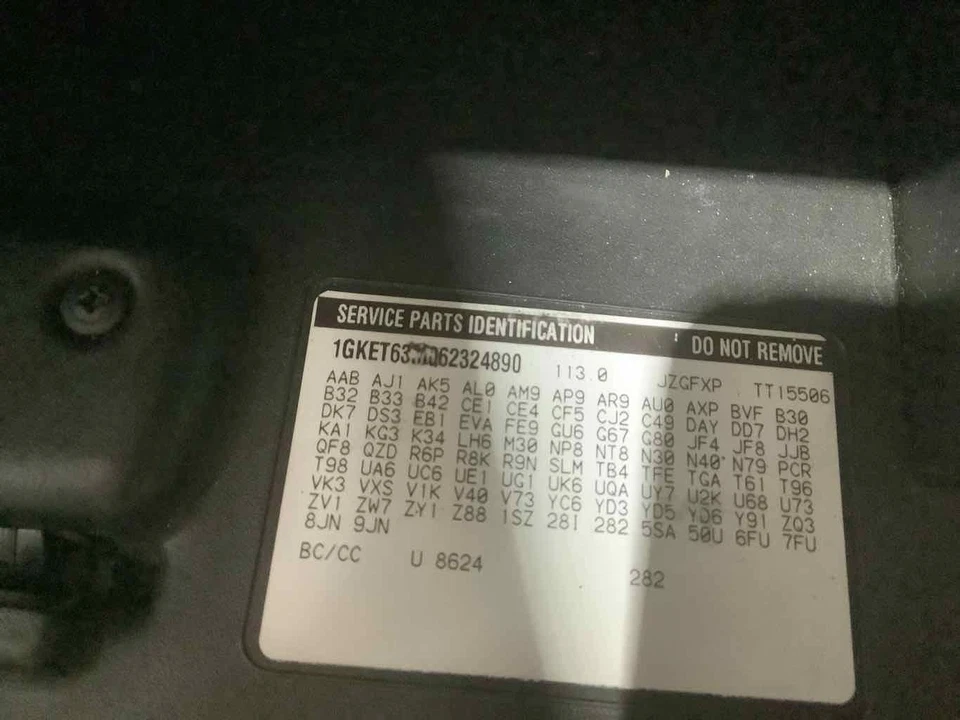 SERVICE PARTS IDENTIFICATION DO NOT REMOVE
113.0 JZGFXP TT15506
AAB AJ1 AK5 AL0 AM9 AP9 AR9 AU0 AXP BVF B30
B32 B33 B42 CE1 CE4 CF5 CJ2 C49 DAY DD7 DH2
DK7 DS3 EB1 EVA FE9 GU6 G67 G80 JF4 JF8 JJB
KA1 KG3 K34 LH6 M30 NP8 NT8 N30 N40 N79 PCR
QF8 QZD R6P R8K R9N SLM TB4 TFE TGA T61 T96
T98 UA6 UC6 UE1 UG1 UK6 UQA UY7 U2K U68 U73
VK3 VXS V1K V40 V73 YC6 YD3 YD5 YD6 Y91 ZQ3
ZV1 ZW7 ZY1 Z88 1SZ 28I 282 5SA 50U 6FU 7FU
8JN 9JN
BC/CC U 8624 282